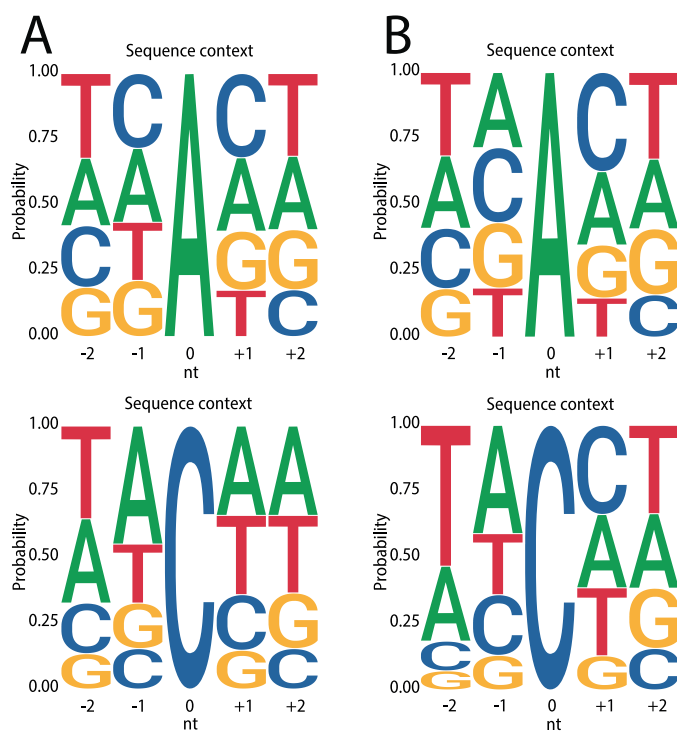 A
B
Sequence context
Sequence context
1.00
0.75
0.50
0.25
0.00
Probability
T A C G
C A T G
A
C A G T
T A G C
-2 -1 0 +1 +2
nt
1.00
0.75
0.50
0.25
0.00
Probability
T A C G
A C G T
A
C A G T
T A G C
-2 -1 0 +1 +2
nt
Sequence context
Sequence context
1.00
0.75
0.50
0.25
0.00
Probability
T A C G
A T G C
C
A T C G
A T G C
-2 -1 0 +1 +2
nt
1.00
0.75
0.50
0.25
0.00
Probability
T A C G
A T C G
C
C A T G
T A G C
-2 -1 0 +1 +2
nt